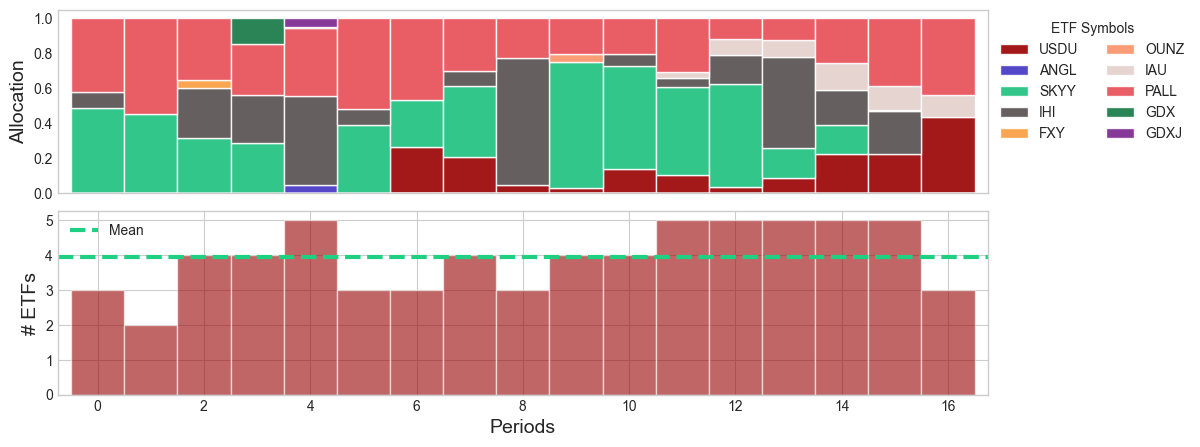 1.0
0.8
0.6
0.4
0.2
0.0
Allocation
ETF Symbols
USDU OUNZ
ANGL IAU
SKYY PALL
IHI GDX
FXY GDXJ
5
4
3
2
1
0
# ETFs
Mean
0 2 4 6 8 10 12 14 16
Periods